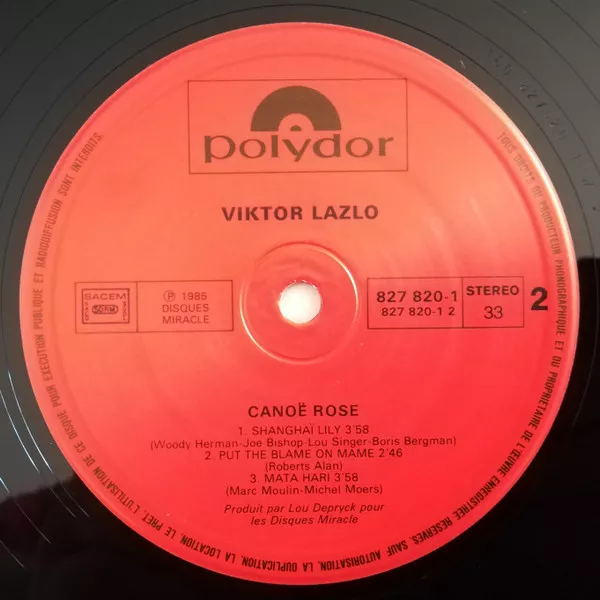 polydor
VIKTOR LAZLO
SACEM
SACD
SDRM
SGDL
℗ 1985
DISQUES
MIRACLE
827 820-1
827 820-1 2
STEREO
33
2
CANOË ROSE
1. SHANGHAÏ LILY 3'58
(Woody Herman-Joe Bishop-Lou Singer-Boris Bergman)
2. PUT THE BLAME ON MAME 2'46
(Roberts Alan)
3. MATA HARI 3'58
(Marc Moulin-Michel Moers)
Produit par Lou Depryck pour
les Disques Miracle
TOUS DROITS DU PRODUCTEUR PHONOGRAPHIQUE ET DU PROPRIETAIRE DE L'ŒUVRE ENREGISTREE RESERVES. SAUF AUTORISATION, LA DUPLICATION, LA LOCATION, LE PRET, L'UTILISATION DE CE DISQUE POUR EXECUTION PUBLIQUE ET RADIODIFFUSION SONT INTERDITS.